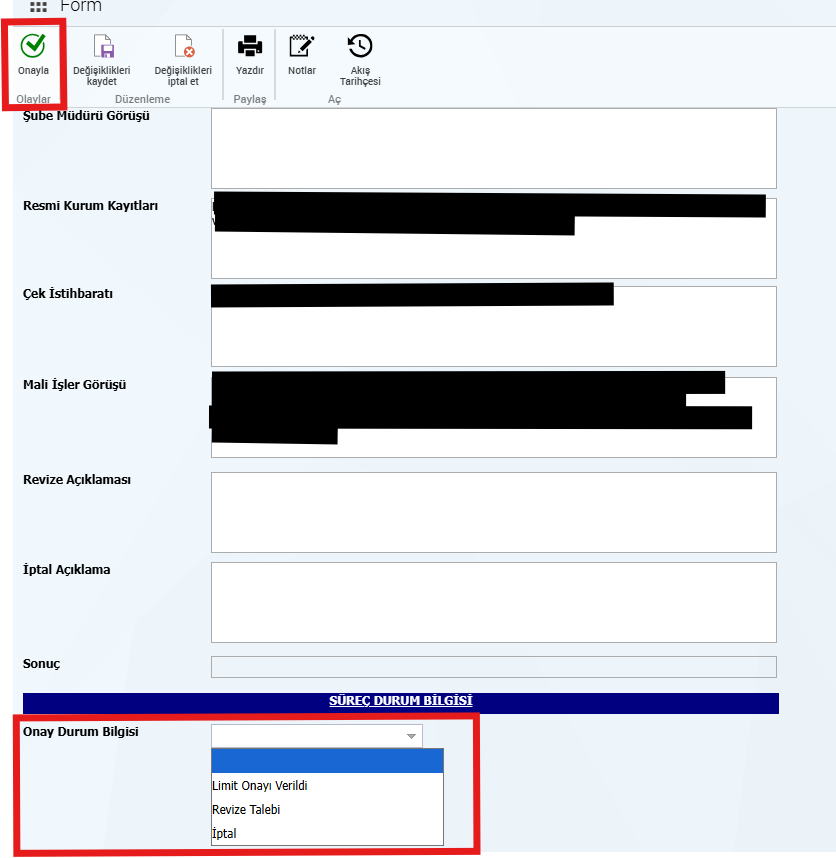 Form
Onayla
Değişiklikleri kaydet
Değişiklikleri iptal et
Yazdır
Notlar
Akış Tarihçesi
Olaylar
Düzenleme
Paylaş
Aç
Şube Müdürü Görüşü
Resmi Kurum Kayıtları
Çek İstihbaratı
Mali İşler Görüşü
Revize Açıklaması
İptal Açıklama
Sonuç
SÜREÇ DURUM BİLGİSİ
Onay Durum Bilgisi
Limit Onayı Verildi
Revize Talebi
İptal